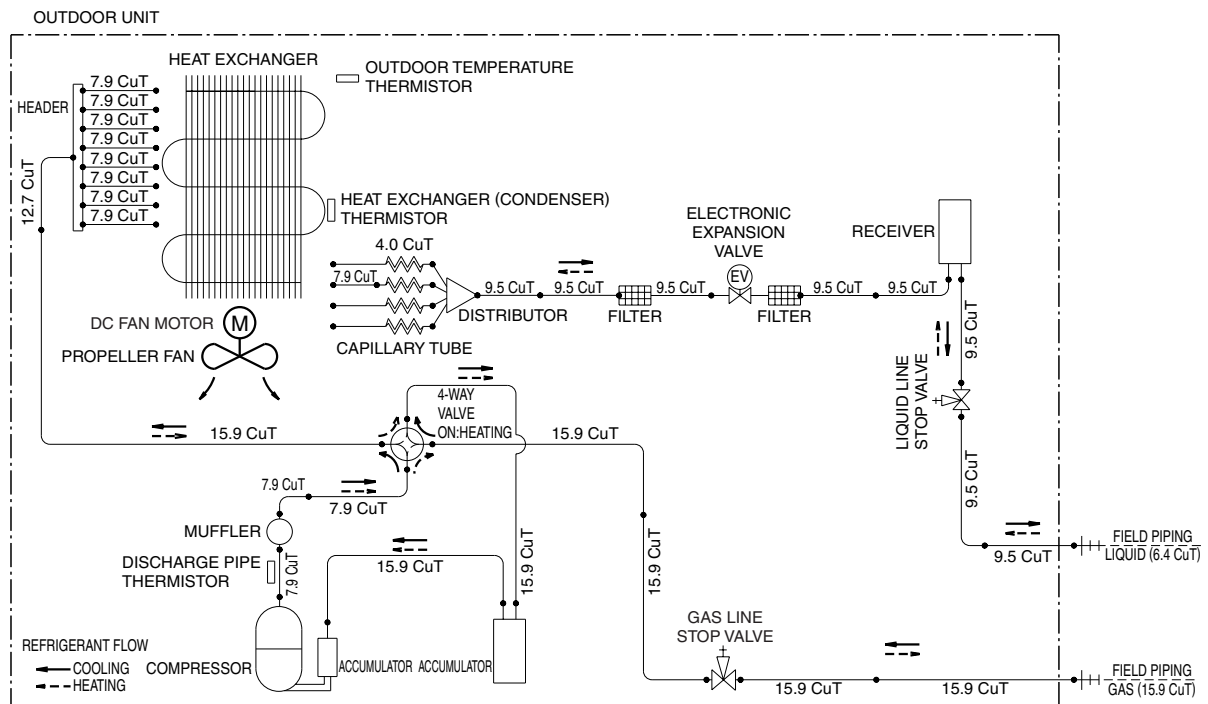 OUTDOOR UNIT
HEAT EXCHANGER
OUTDOOR TEMPERATURE
THERMISTOR
HEADER
7.9 CuT
7.9 CuT
7.9 CuT
7.9 CuT
7.9 CuT
7.9 CuT
7.9 CuT
7.9 CuT
12.7 CuT
HEAT EXCHANGER (CONDENSER)
THERMISTOR
4.0 CuT
7.9 CuT
CAPILLARY TUBE
DISTRIBUTOR
9.5 CuT
9.5 CuT
FILTER
9.5 CuT
ELECTRONIC
EXPANSION
VALVE
EV
FILTER
9.5 CuT
9.5 CuT
RECEIVER
9.5 CuT
LIQUID LINE
STOP VALVE
9.5 CuT
9.5 CuT
FIELD PIPING
LIQUID (6.4 CuT)
DC FAN MOTOR
M
PROPELLER FAN
4-WAY
VALVE
ON:HEATING
15.9 CuT
15.9 CuT
7.9 CuT
7.9 CuT
MUFFLER
DISCHARGE PIPE
THERMISTOR
7.9 CuT
15.9 CuT
15.9 CuT
15.9 CuT
GAS LINE
STOP VALVE
REFRIGERANT FLOW
COOLING
HEATING
COMPRESSOR
ACCUMULATOR
ACCUMULATOR
15.9 CuT
15.9 CuT
FIELD PIPING
GAS (15.9 CuT)